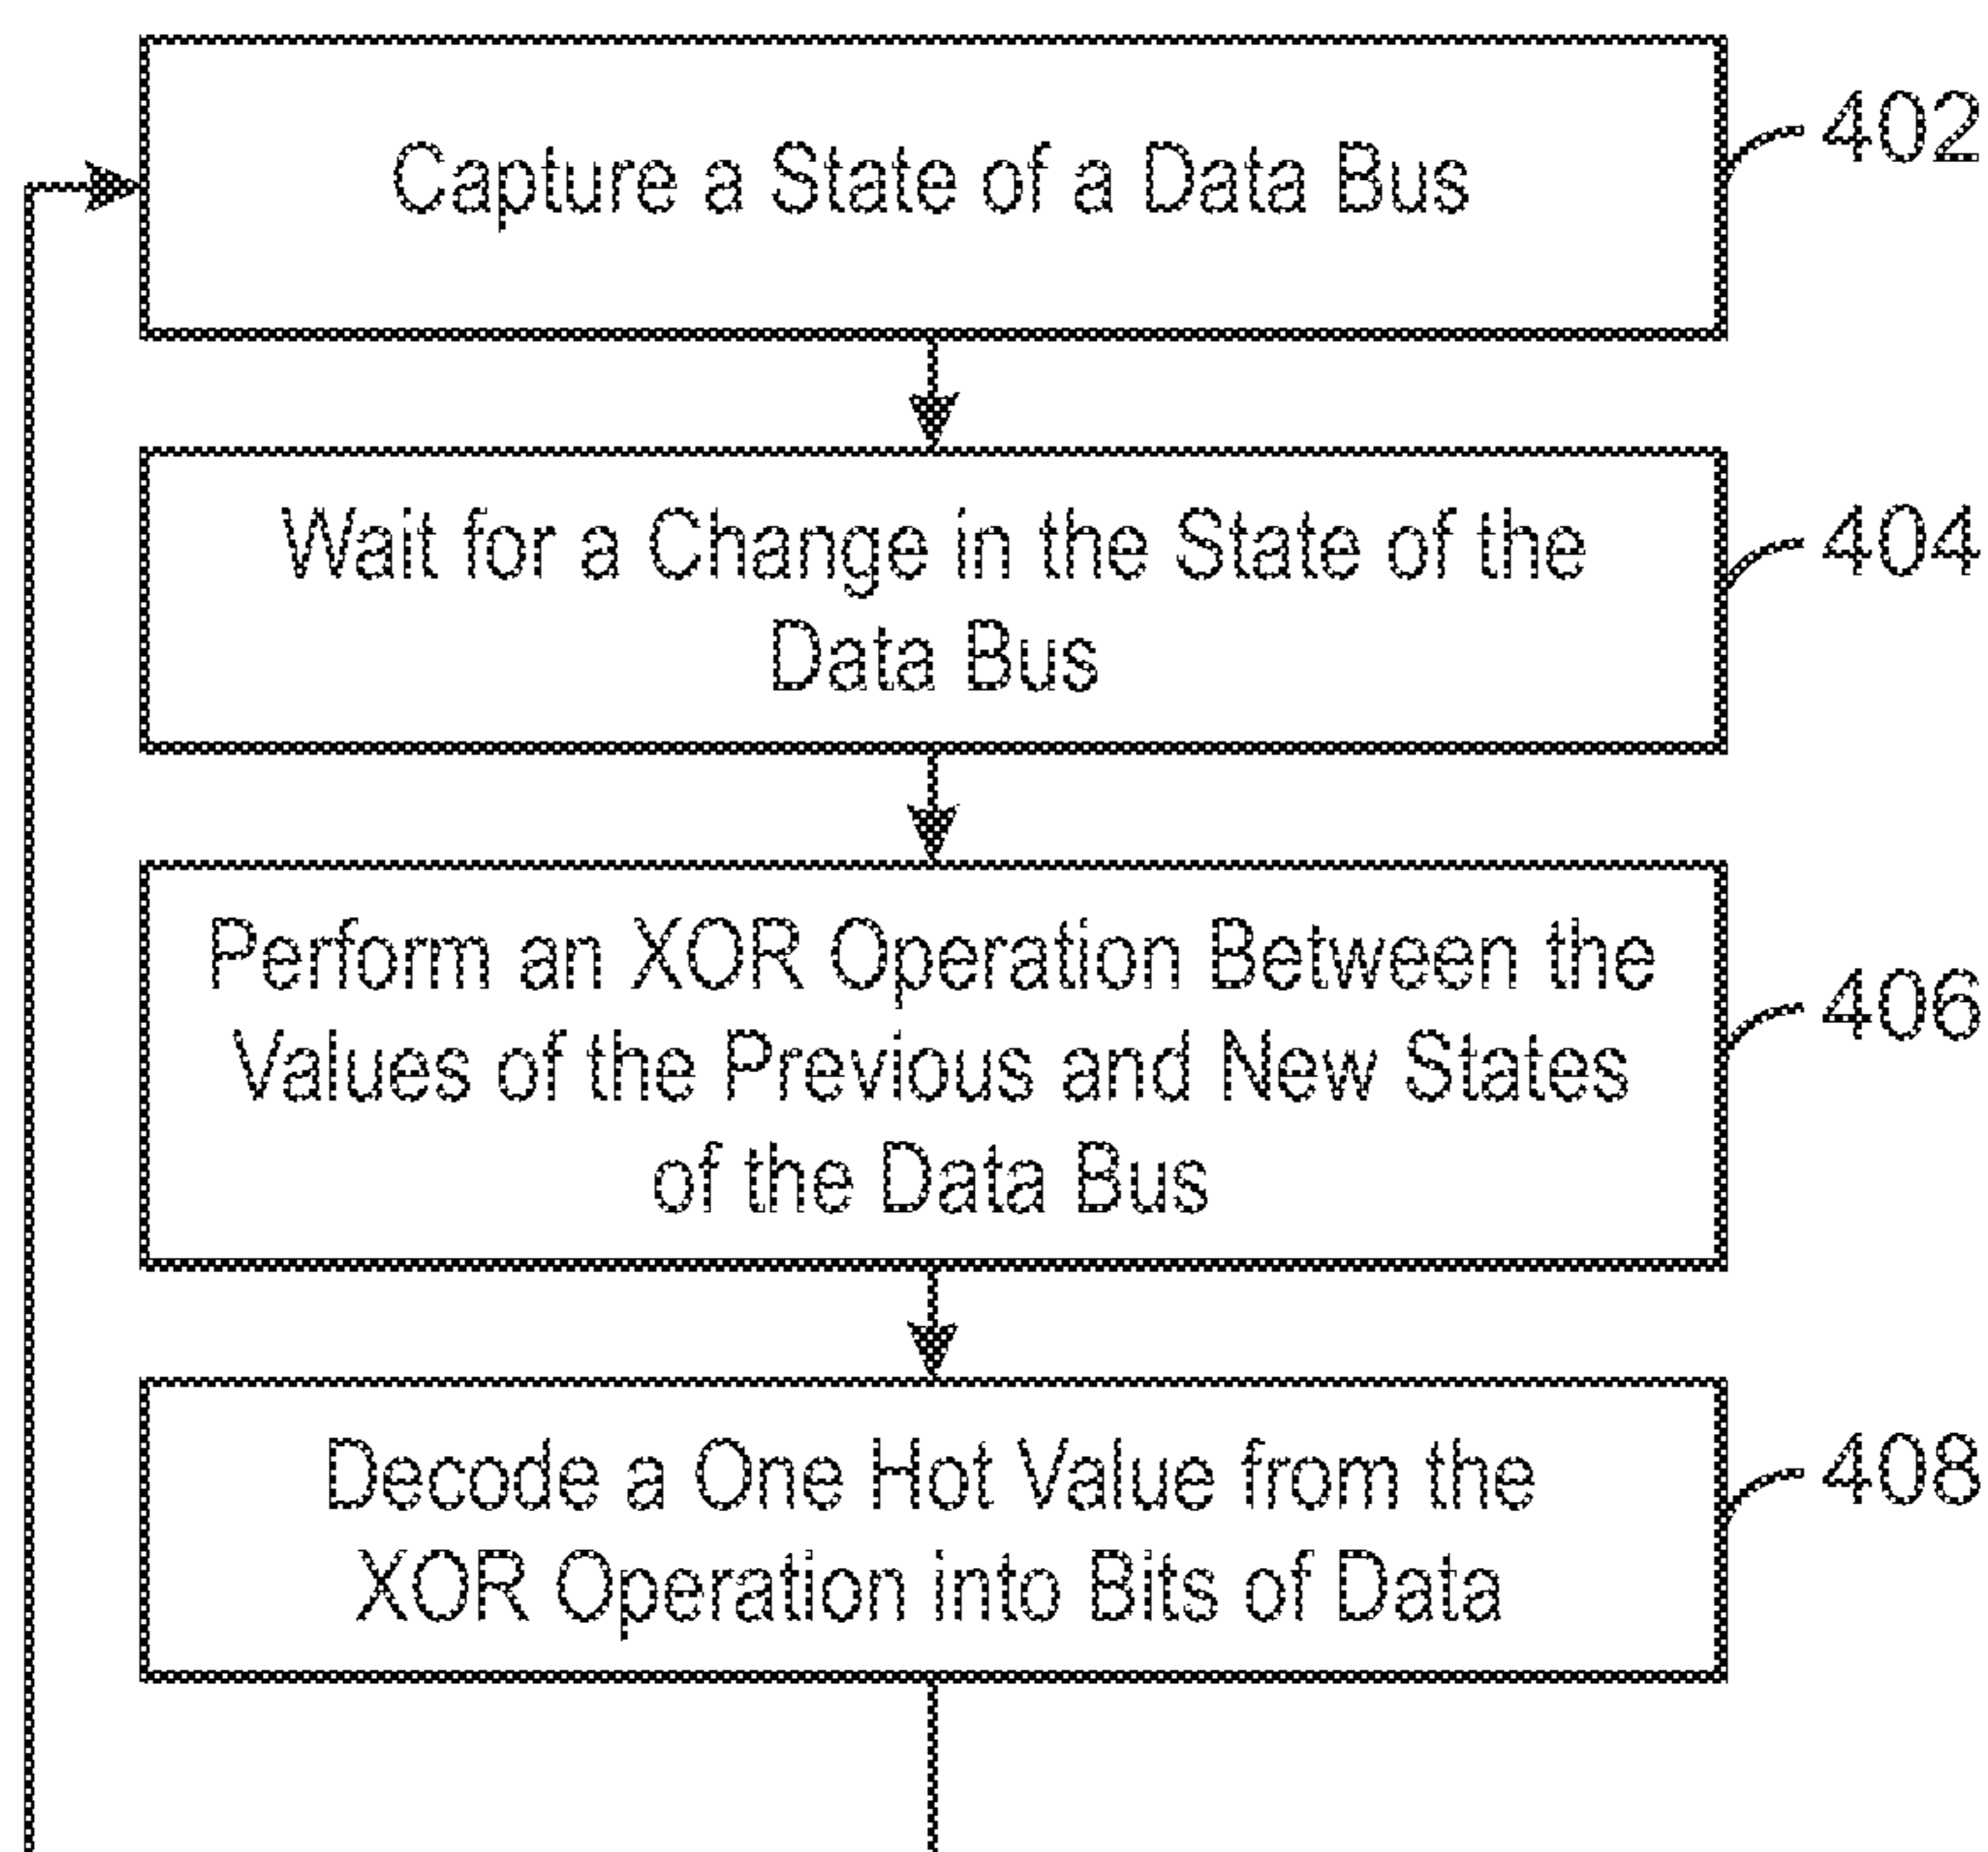 Capture a State of a Data Bus
402
Wait for a Change in the State of the
Data Bus
404
Perform an XOR Operation Between the
Values of the Previous and New States
of the Data Bus
406
Decode a One Hot Value from the
XOR Operation into Bits of Data
408